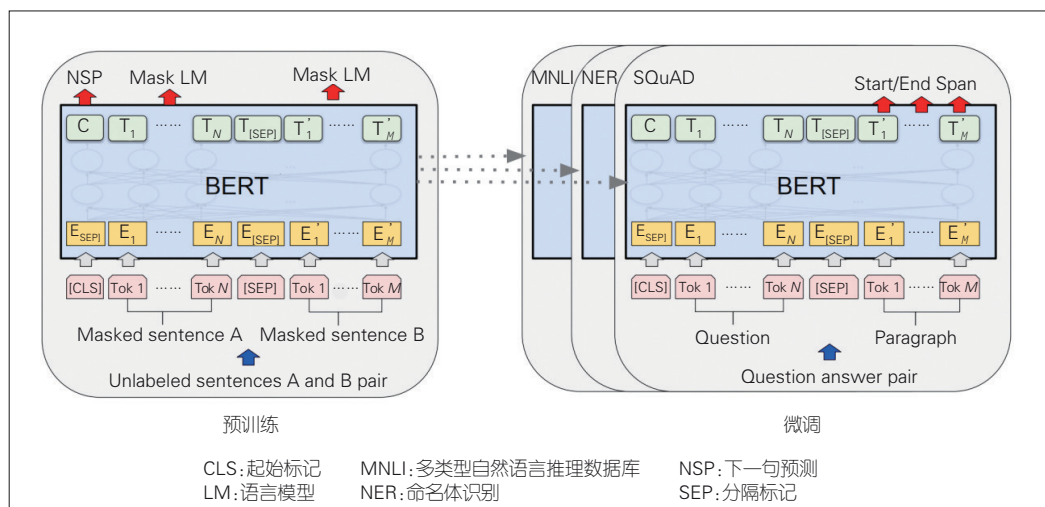 NSP Mask LM Mask LM
C T1 …… TN T[SEP] T'1 …… T'M
BERT
ESEP] E1 …… EN E[SEP] E'1 …… E'M
[CLS] Tok 1 …… Tok N [SEP] Tok 1 …… Tok M
Masked sentence A Masked sentence B
Unlabeled sentences A and B pair
预训练
MNLI NER SQuAD
Start/End Span
C T1 …… TN T[SEP] T'1 …… T'M
BERT
ESEP] E1 …… EN E[SEP] E'1 …… E'M
[CLS] Tok 1 …… Tok N [SEP] Tok 1 …… Tok M
Question Paragraph
Question answer pair
微调
CLS:起始标记 MNLI:多类型自然语言推理数据库 NSP:下一句预测
LM:语言模型 NER:命名体识别 SEP:分隔标记